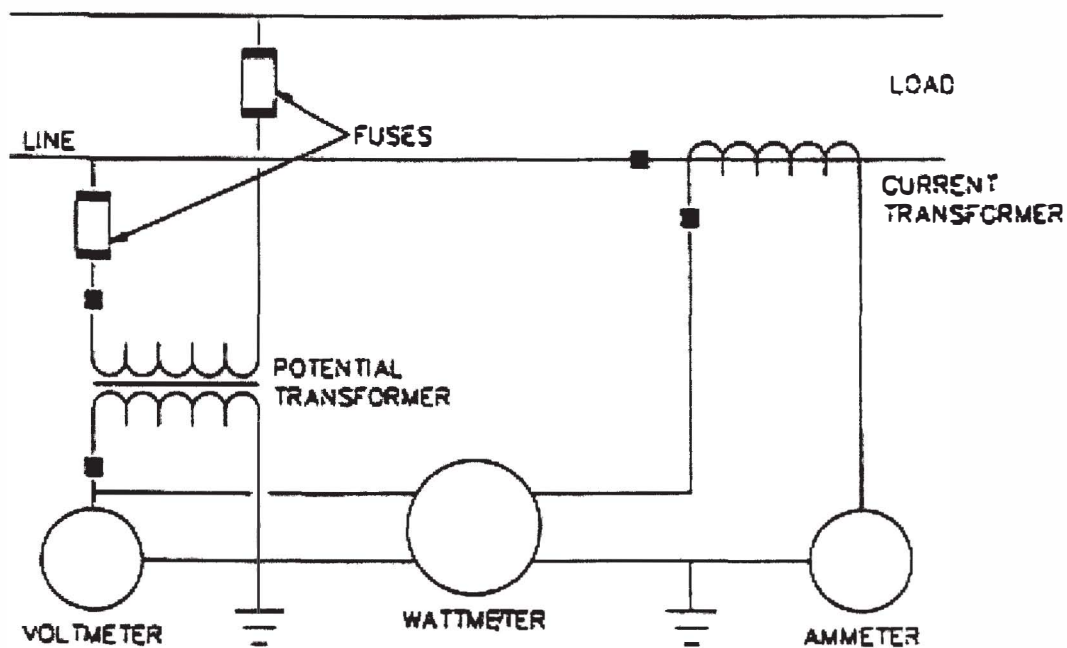 LOAD
LINE
FUSES
CURRENT
TRANSFORMER
POTENTIAL
TRANSFORMER
VOLTMETER
WATTMETER
AMMETER